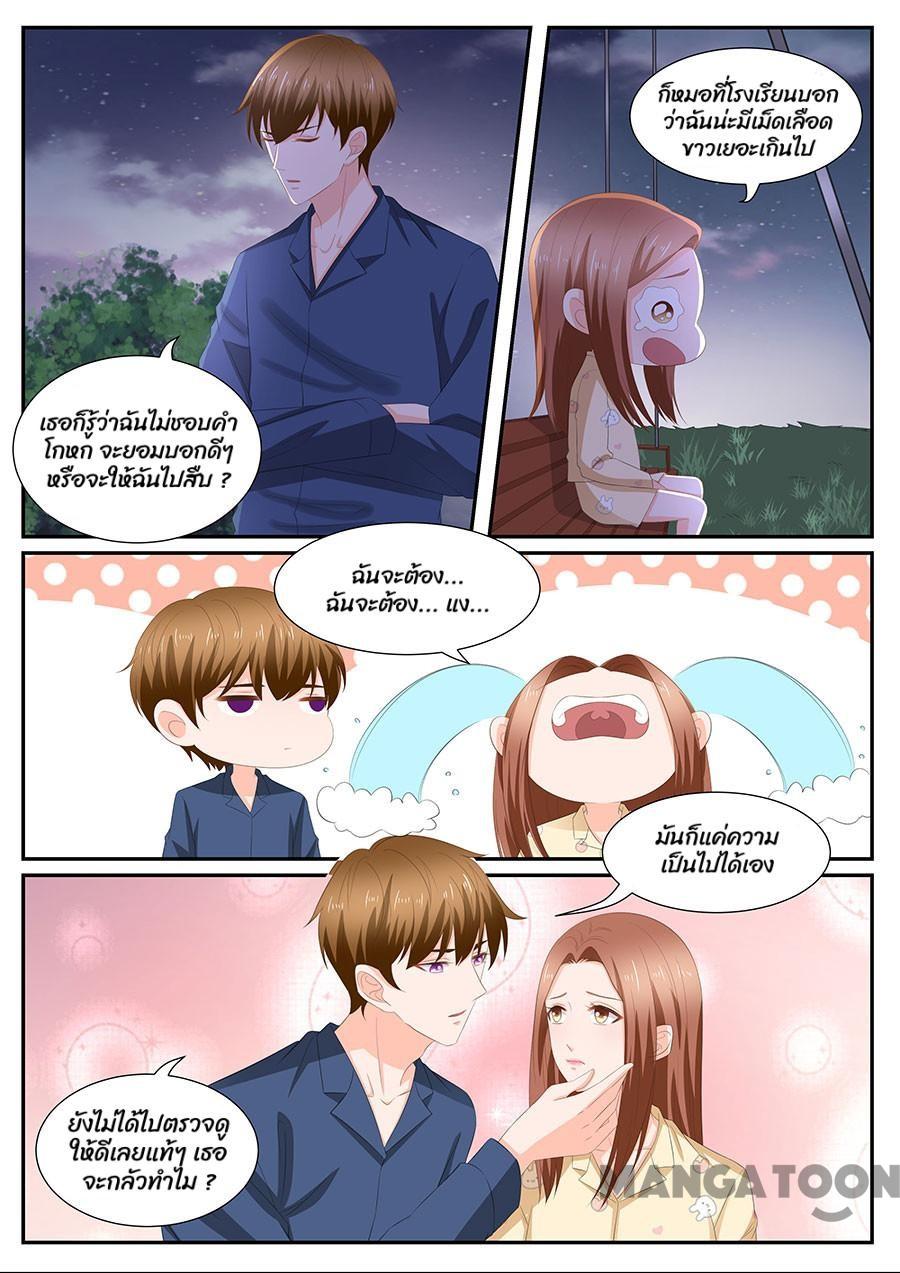 เธอก็รู้ว่าฉันไม่ชอบคำ
โกหก จะยอมบอกดีๆ
หรือจะให้ฉันไปสืบ ?
ก็หมอที่โรงเรียนบอก
ว่าฉันน่ะมีเม็ดเลือด
ขาวเยอะเกินไป
ฉันจะต้อง...
ฉันจะต้อง... แง...
มันก็แค่ความ
เป็นไปได้เอง
ยังไม่ได้ไปตรวจดู
ให้ดีเลยแท้ๆ เธอ
จะกลัวทำไม ?
MANGATOON